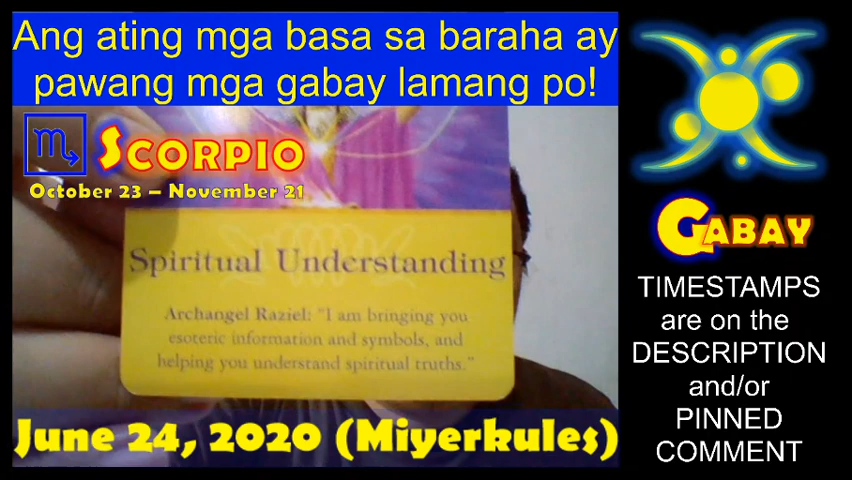 Ang ating mga basa sa baraha ay
pawang mga gabay lamang po!
SCORPIO
October 23 – November 21
Spiritual Understanding
Archangel Raziel: "I am bringing you
esoteric information and symbols, and
helping you understand spiritual truths."
June 24, 2020 (Miyerkules)
GABAY
TIMESTAMPS
are on the
DESCRIPTION
and/or
PINNED
COMMENT